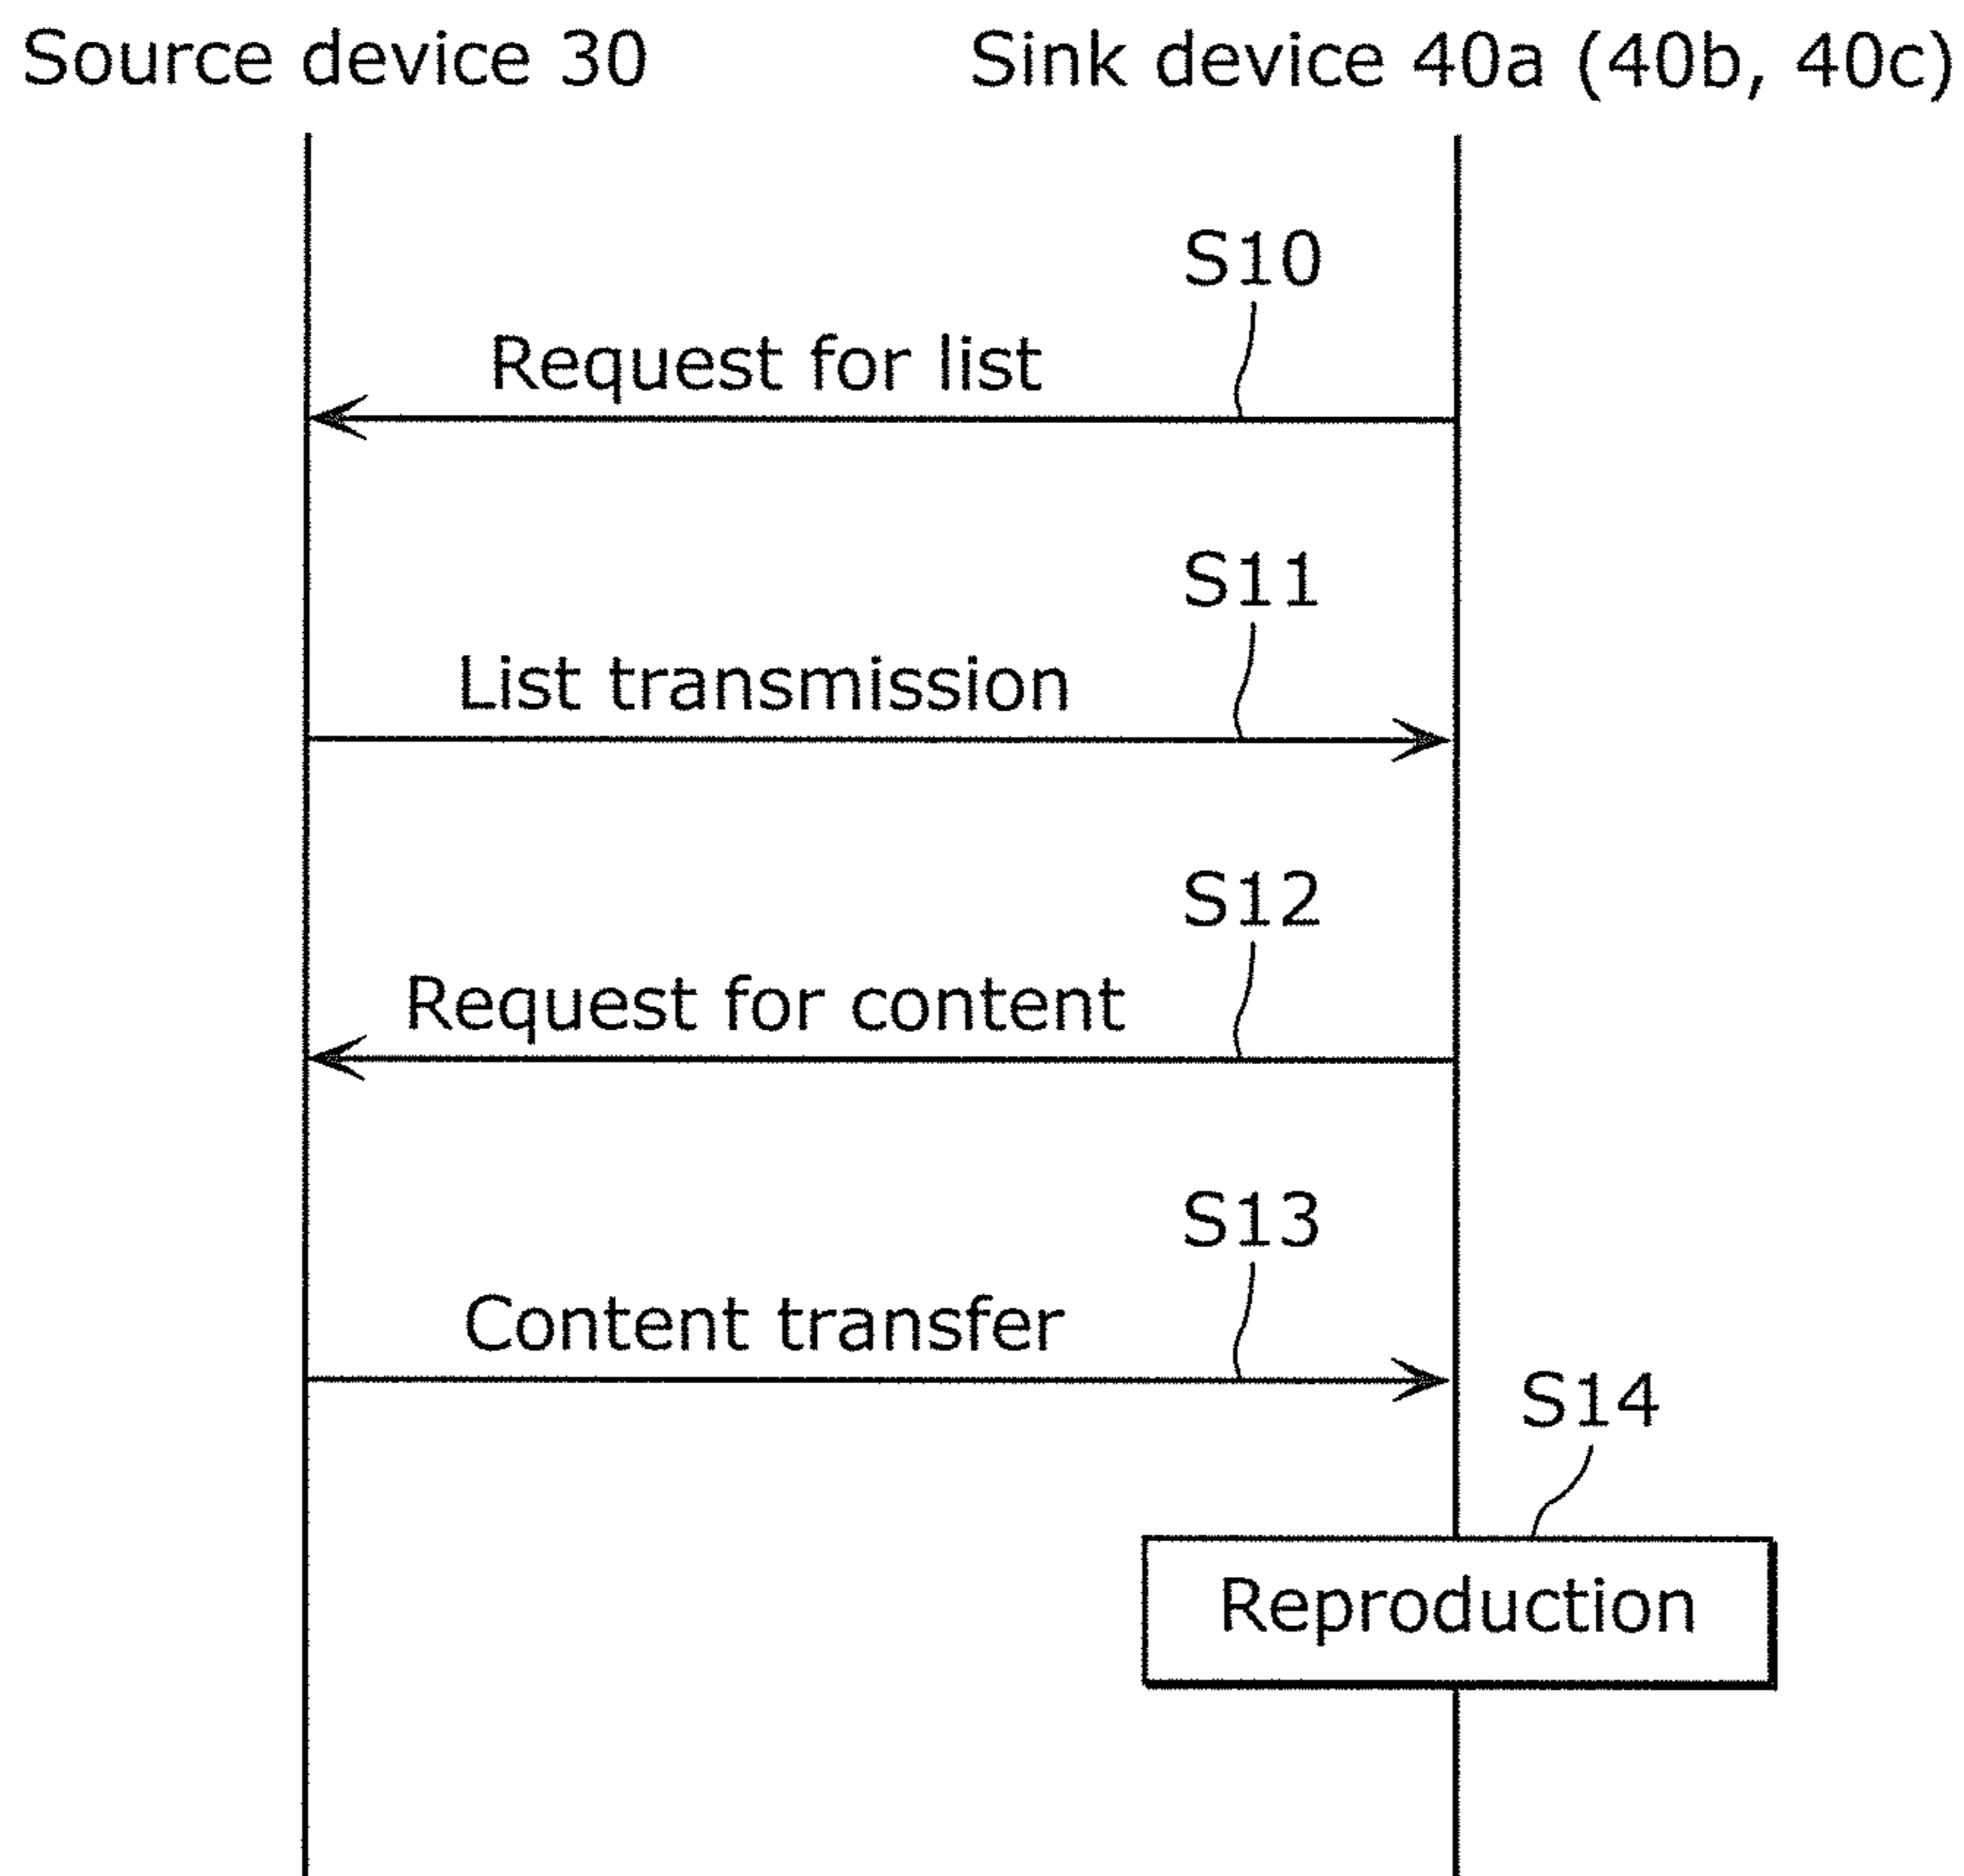 Source device 30
Sink device 40a (40b, 40c)
S10
Request for list
S11
List transmission
S12
Request for content
S13
Content transfer
S14
Reproduction